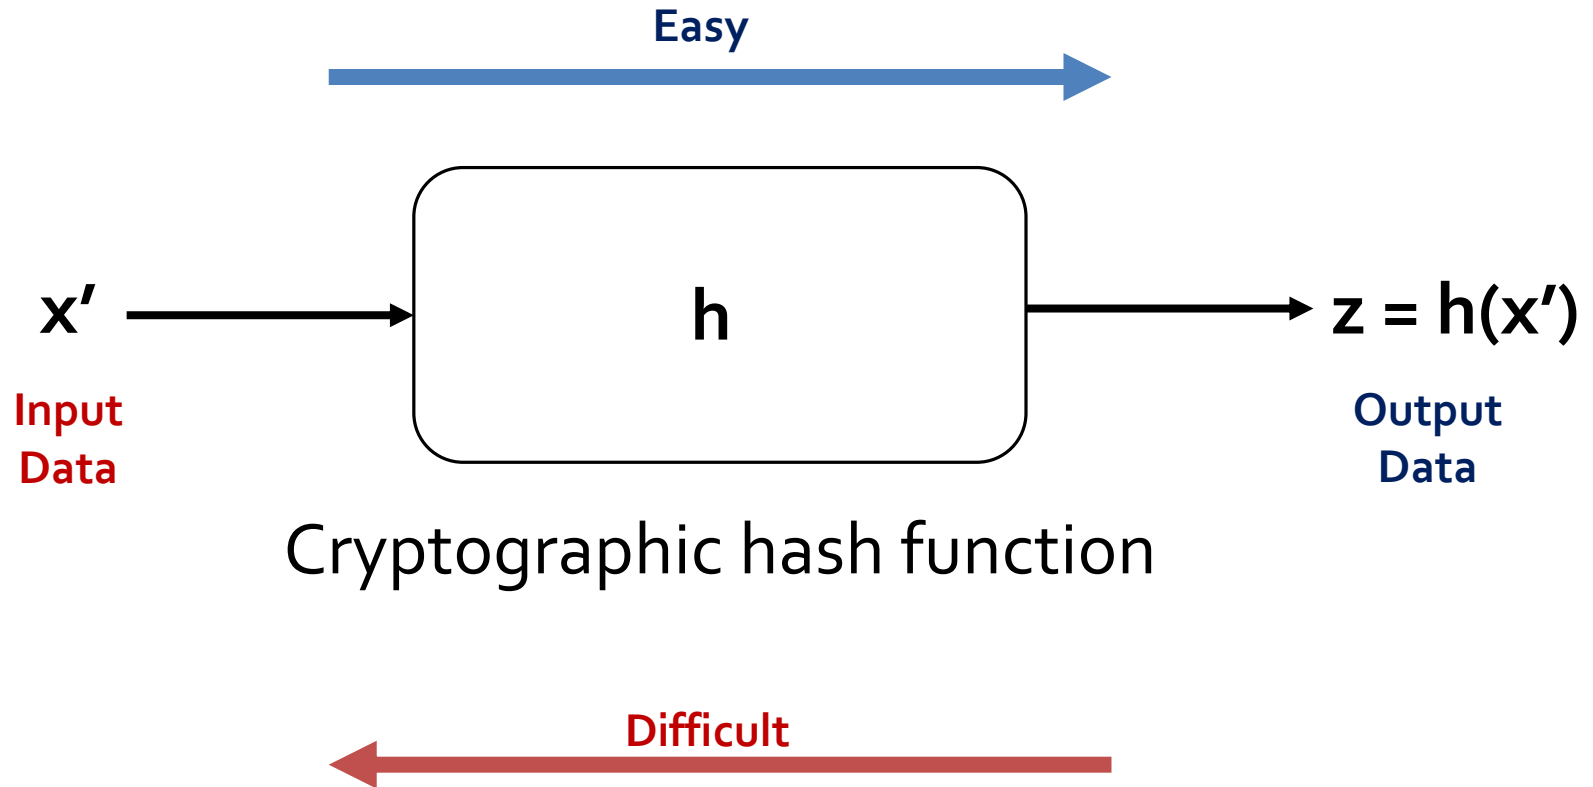 Easy
x′
h
z = h(x′)
Input
Data
Output
Data
Cryptographic hash function
Difficult